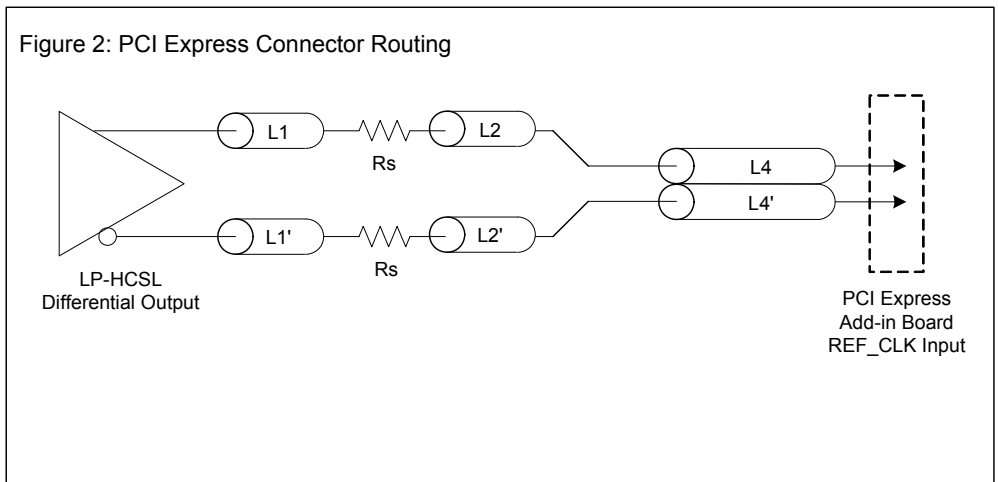 Figure 2: PCI Express Connector Routing
L1
Rs
L2
L4
L4'
L1'
Rs
L2'
LP-HCSL
Differential Output
PCI Express
Add-in Board
REF_CLK Input